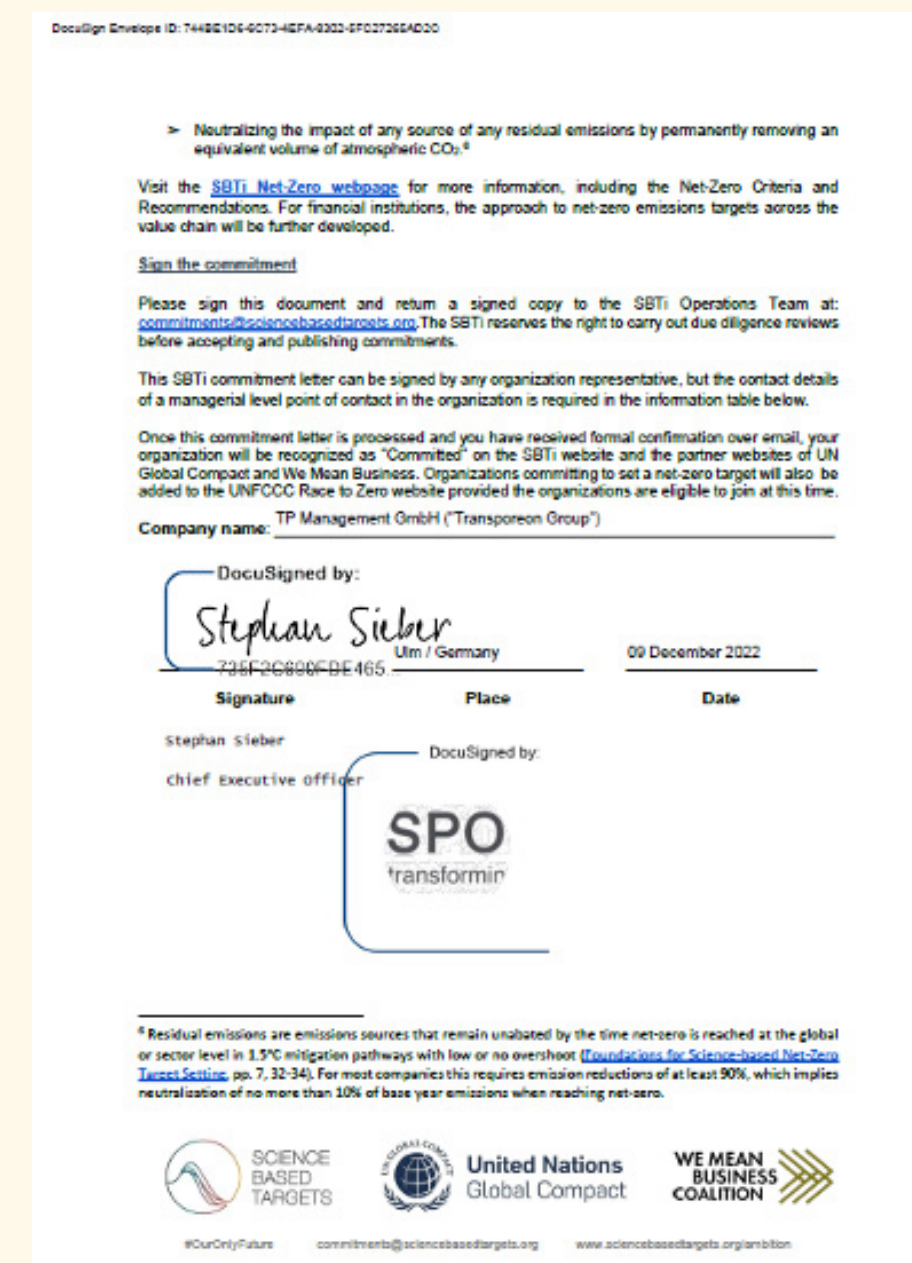 DocuSign Envelope ID:
➢ Neutralizing the impact of any source of any residual emissions by permanently removing an
equivalent volume of atmospheric CO₂.⁶
Visit the SBTi Net-Zero webpage for more information, including the Net-Zero Criteria and
Recommendations. For financial institutions, the approach to net-zero emissions targets across the
value chain will be further developed.
Sign the commitment
Please sign this document and return a signed copy to the SBTi Operations Team at:
commitments@sciencebasedtargets.org.The SBTi reserves the right to carry out due diligence reviews
before accepting and publishing commitments.
This SBTi commitment letter can be signed by any organization representative, but the contact details
of a managerial level point of contact in the organization is required in the information table below.
Once this commitment letter is processed and you have received formal confirmation over email, your
organization will be recognized as "Committed" on the SBTi website and the partner websites of UN
Global Compact and We Mean Business. Organizations committing to set a net-zero target will also be
added to the UNFCCC Race to Zero website provided the organizations are eligible to join at this time.
Company name: TP Management GmbH ("Transporeon Group")
DocuSigned by:
Stephan Sieber
Ulm / Germany 09 December 2022
Signature Place Date
Stephan Sieber
Chief Executive Officer
DocuSigned by:
SPO
transformin
⁶ Residual emissions are emissions sources that remain unabated by the time net-zero is reached at the global
or sector level in 1.5°C mitigation pathways with low or no overshoot (Foundations for Science-based Net-Zero
Target Setting, pp. 7, 32-34). For most companies this requires emission reductions of at least 90%, which implies
neutralization of no more than 10% of base year emissions when reaching net-zero.
SCIENCE
BASED
TARGETS
UN GLOBAL COMPACT
United Nations
Global Compact
WE MEAN
BUSINESS
COALITION
#OurOnlyFuture commitments@sciencebasedtargets.org www.sciencebasedtargets.org/ambition